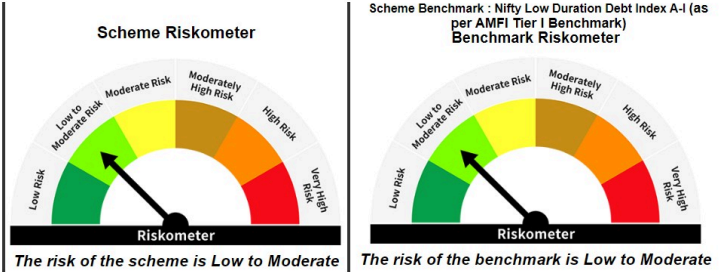 Scheme Riskometer
Low Risk
Low to
Moderate Risk
Moderate Risk
Moderately
High Risk
High Risk
Very High
Risk
Riskometer
The risk of the scheme is Low to Moderate
Scheme Benchmark : Nifty Low Duration Debt Index A-I (as
per AMFI Tier I Benchmark)
Benchmark Riskometer
Low Risk
Low to
Moderate Risk
Moderate Risk
Moderately
High Risk
High Risk
Very High
Risk
Riskometer
The risk of the benchmark is Low to Moderate